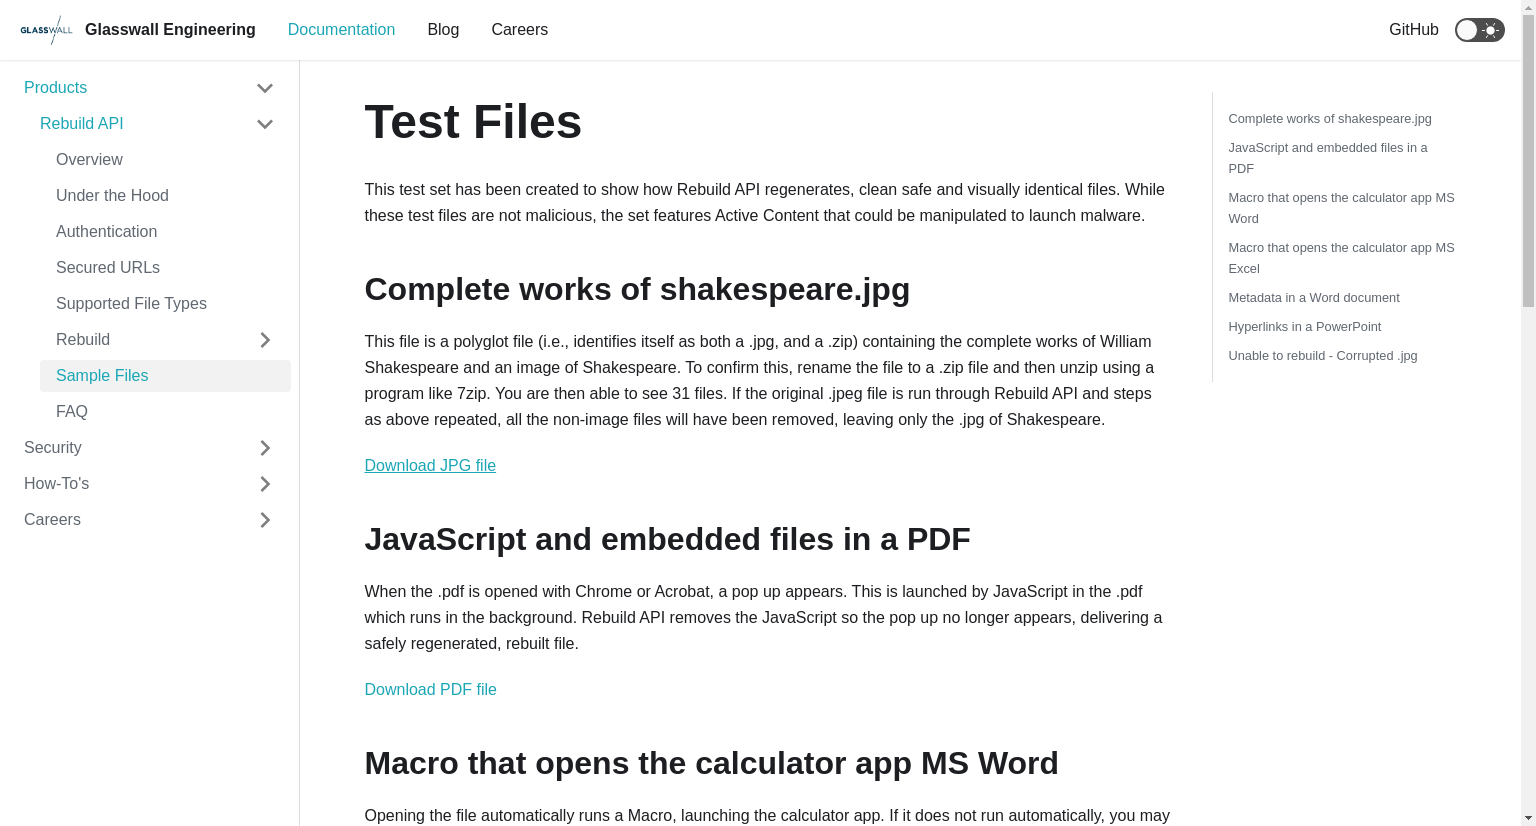 GLASSWALL Glasswall Engineering Documentation Blog Careers GitHub
Products
Rebuild API
Overview
Under the Hood
Authentication
Secured URLs
Supported File Types
Rebuild
Sample Files
FAQ
Security
How-To's
Careers
Test Files
This test set has been created to show how Rebuild API regenerates, clean safe and visually identical files. While
these test files are not malicious, the set features Active Content that could be manipulated to launch malware.
Complete works of shakespeare.jpg
This file is a polyglot file (i.e., identifies itself as both a .jpg, and a .zip) containing the complete works of William
Shakespeare and an image of Shakespeare. To confirm this, rename the file to a .zip file and then unzip using a
program like 7zip. You are then able to see 31 files. If the original .jpeg file is run through Rebuild API and steps
as above repeated, all the non-image files will have been removed, leaving only the .jpg of Shakespeare.
Download JPG file
JavaScript and embedded files in a PDF
When the .pdf is opened with Chrome or Acrobat, a pop up appears. This is launched by JavaScript in the .pdf
which runs in the background. Rebuild API removes the JavaScript so the pop up no longer appears, delivering a
safely regenerated, rebuilt file.
Download PDF file
Macro that opens the calculator app MS Word
Opening the file automatically runs a Macro, launching the calculator app. If it does not run automatically, you may
Complete works of shakespeare.jpg
JavaScript and embedded files in a
PDF
Macro that opens the calculator app MS
Word
Macro that opens the calculator app MS
Excel
Metadata in a Word document
Hyperlinks in a PowerPoint
Unable to rebuild - Corrupted .jpg